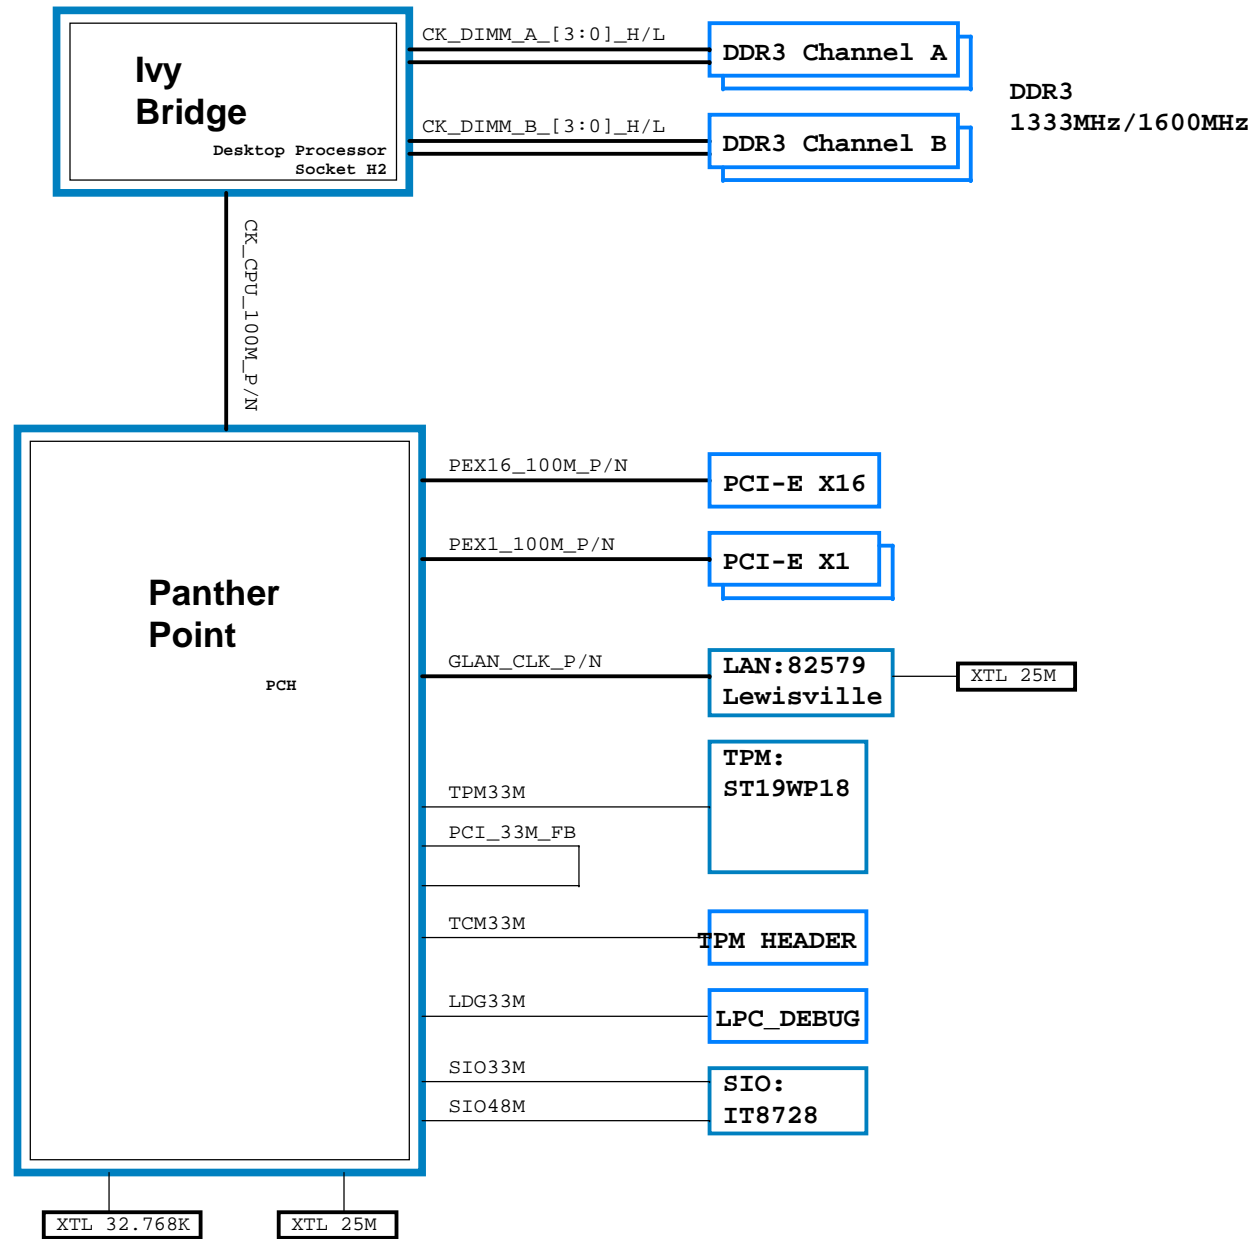 CK_DIMM_A_[3:0]_H/L
Ivy
Bridge
DDR3 Channel A
DDR3
1333MHz/1600MHz
CK_DIMM_B_[3:0]_H/L
DDR3 Channel B
Desktop Processor
Socket H2
CK_CPU_100M_P/N
PEX16_100M_P/N
PCI-E X16
PEX1_100M_P/N
PCI-E X1
Panther
Point
PCH
GLAN_CLK_P/N
LAN:82579
Lewisville
XTL 25M
TPM:
ST19WP18
TPM33M
PCI_33M_FB
TCM33M
TPM HEADER
LDG33M
LPC_DEBUG
SIO33M
SIO48M
SIO:
IT8728
XTL 32.768K
XTL 25M